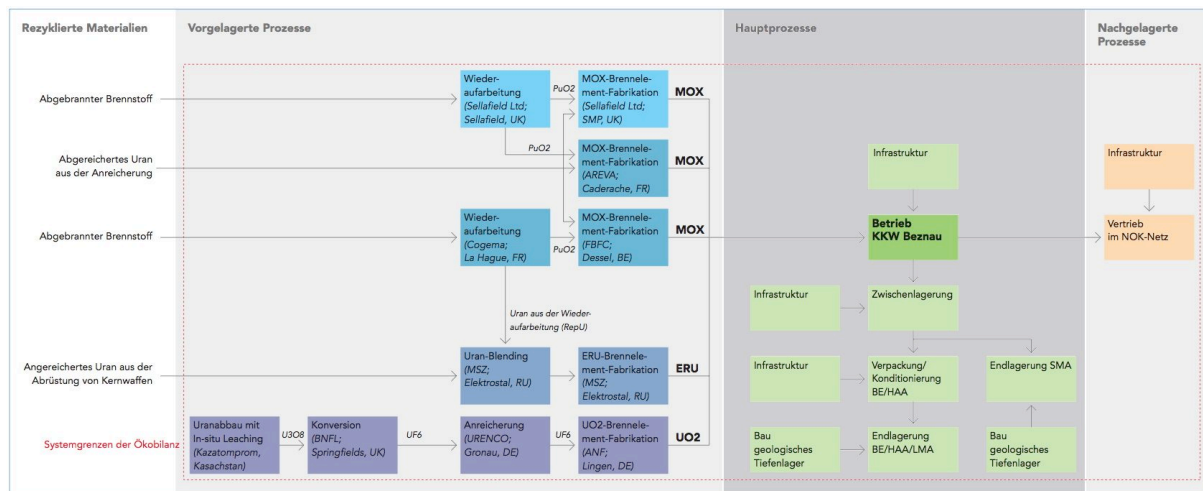 Rezyklierte Materialien
Vorgelagerte Prozesse
Hauptprozesse
Nachgelagerte
Prozesse
Abgebrannter Brennstoff
Wieder-
aufarbeitung
(Sellafield Ltd;
Sellafield, UK)
PuO2
MOX-Brennele-
ment-Fabrikation
(Sellafield Ltd;
SMP, UK)
MOX
PuO2
Abgereichertes Uran
aus der Anreicherung
MOX-Brennele-
ment-Fabrikation
(AREVA;
Caderache, FR)
MOX
Infrastruktur
Infrastruktur
Abgebrannter Brennstoff
Wieder-
aufarbeitung
(Cogema;
La Hague, FR)
PuO2
MOX-Brennele-
ment-Fabrikation
(FBFC;
Dessel, BE)
MOX
Betrieb
KKW Beznau
Vertrieb
im NOK-Netz
Uran aus der Wieder-
aufarbeitung (RepU)
Infrastruktur
Zwischenlagerung
Angereichertes Uran aus der
Abrüstung von Kernwaffen
Uran-Blending
(MSZ;
Elektrostal, RU)
ERU-Brennele-
ment-Fabrikation
(MSZ;
Elektrostal, RU)
ERU
Infrastruktur
Verpackung/
Konditionierung
BE/HAA
Endlagerung SMA
Systemgrenzen der Ökobilanz
Uranabbau mit
In-situ Leaching
(Kazatomprom,
Kasachstan)
U3O8
Konversion
(BNFL;
Springfields, UK)
UF6
Anreicherung
(URENCO;
Gronau, DE)
UF6
UO2-Brennele-
ment-Fabrikation
(ANF;
Lingen, DE)
UO2
Bau
geologisches
Tiefenlager
Endlagerung
BE/HAA/LMA
Bau
geologisches
Tiefenlager